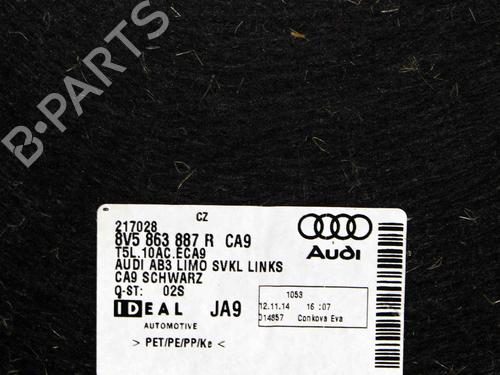 B-PARTS
CZ
217028
8V5 863 887 R CA9
T5L.10AC.ECA9
AUDI AB3 LIMO SVKL LINKS
CA9 SCHWARZ
Q-ST: 02S
IDEAL JA9
AUTOMOTIVE
> PET/PE/PP/Ke <
Audi
1053
12.11.14 16:07
014857 Conkova Eva